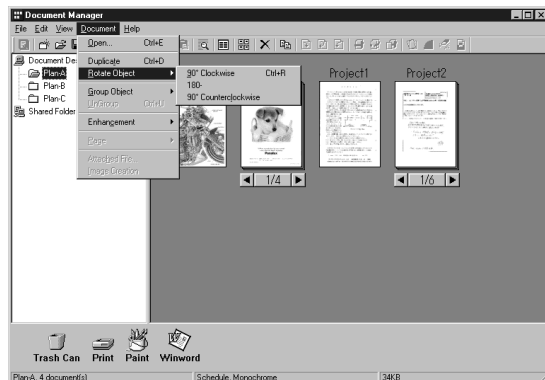 Document Manager
File Edit View Document Help
Open... Ctrl+E
Duplicate Ctrl+D
Rotate Object
Group Object
UnGroup Ctrl+U
Enhancement
Page
Attached File...
Image Creation
90° Clockwise Ctrl+R
180-
90° Counterclockwise
Document De
Plan-A
Plan-B
Plan-C
Shared Folder
Project1 Project2
1/4 1/6
Trash Can Print Paint Winword
Plan-A, 4 document(s) Schedule, Monochrome 34KB